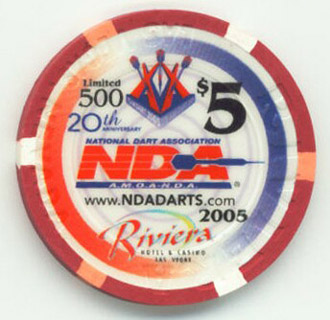 Limited
500
$5
20th
ANNIVERSARY
NATIONAL DART ASSOCIATION
NDA
A.M.O.A-N.D.A.
®
www.NDADARTS.com
2005
Riviera
HOTEL & CASINO
LAS VEGAS